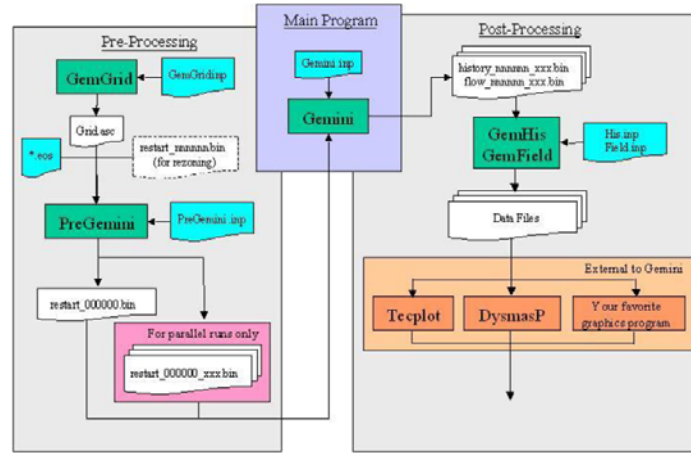 Pre-Processing
GemGrid
GemGrid.inp
Grid.asc
*.eos
restart_nnnnnn.bin
(for rezoning)
PreGemini
PreGemini.inp
restart_000000.bin
For parallel runs only
restart_000000_xxx.bin
Main Program
Gemini.inp
Gemini
Post-Processing
history_nnnnnn_xxx.bin
flow_nnnnnn_xxx.bin
GemHis
GemField
His.inp
Field.inp
Data Files
External to Gemini
Tecplot
DysmasP
Your favorite
graphics program